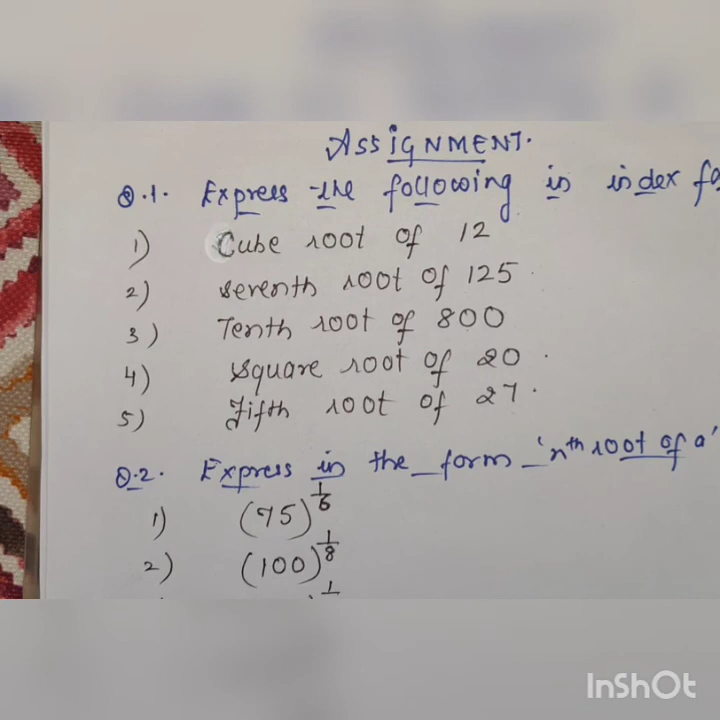 ASSIGNMENT.
Q.1. Express the following in index fo
1) Cube root of 12
2) seventh root of 125.
3) Tenth root of 800
4) square root of 20.
5) Fifth root of 27.
Q.2. Express in the form 'nth root of a'
1) (75)^1/6
2) (100)^1/8
1
InShOt